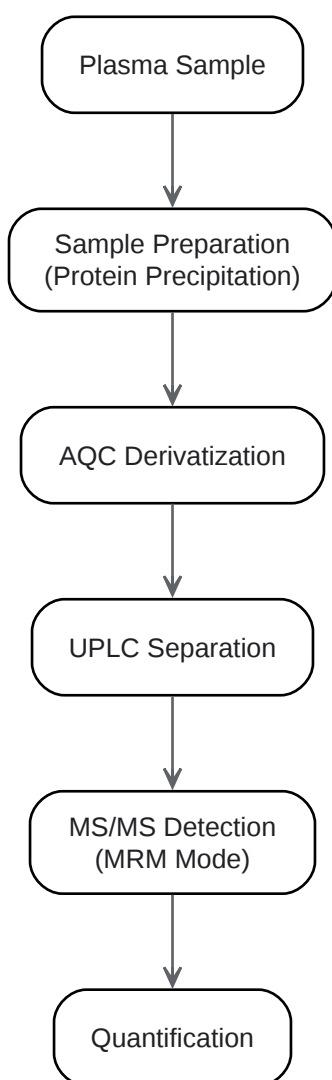 Plasma Sample
Sample Preparation
(Protein Precipitation)
AQC Derivatization
UPLC Separation
MS/MS Detection
(MRM Mode)
Quantification